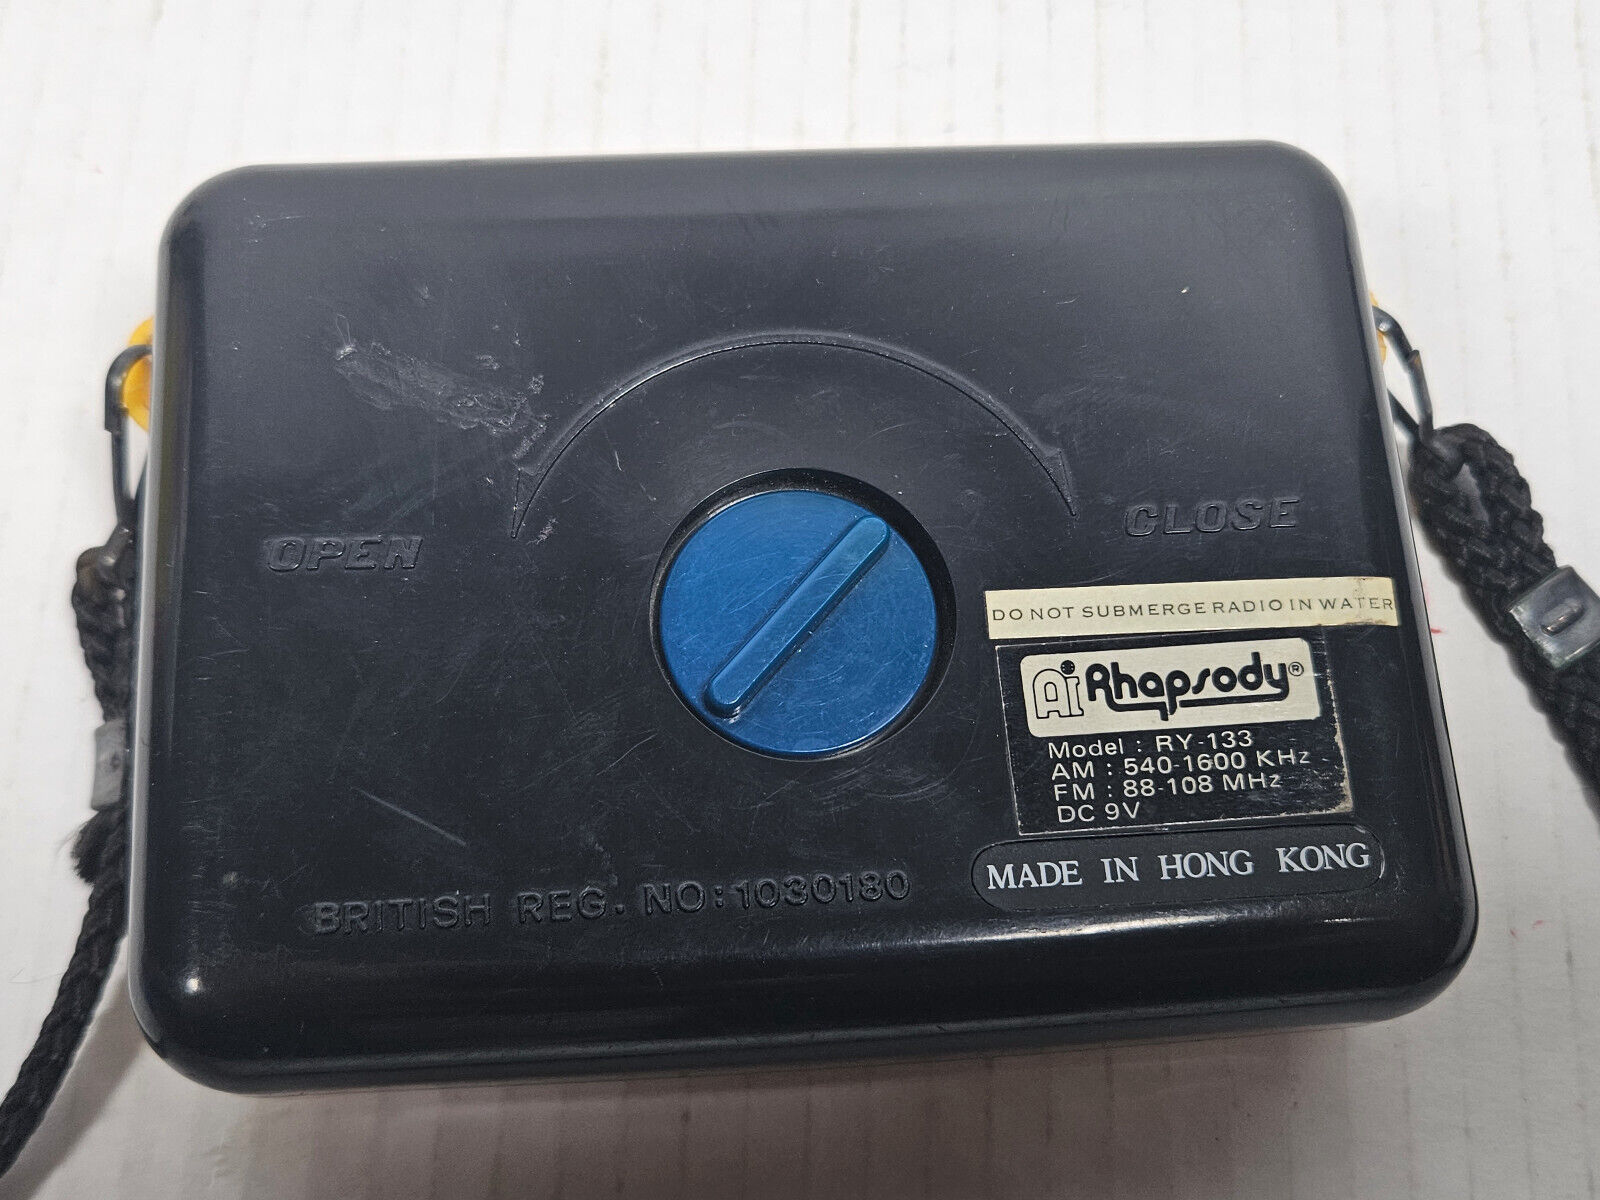 OPEN
CLOSE
DO NOT SUBMERGE RADIO IN WATER
Ai Rhapsody®
Model : RY-133
AM : 540-1600 KHz
FM : 88-108 MHz
DC 9V
MADE IN HONG KONG
BRITISH REG. NO: 1030180